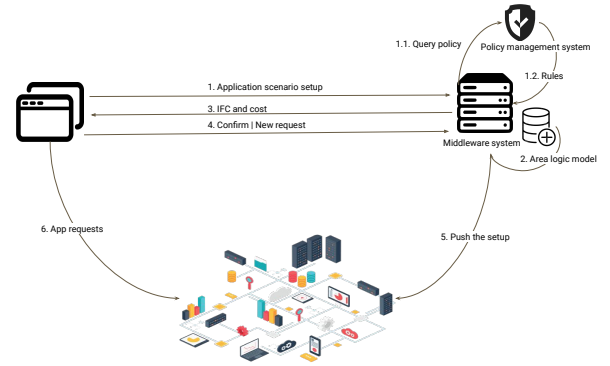 1.1. Query policy
Policy management system
1.2. Rules
1. Application scenario setup
3. IFC and cost
4. Confirm | New request
Middleware system
2. Area logic model
6. App requests
5. Push the setup